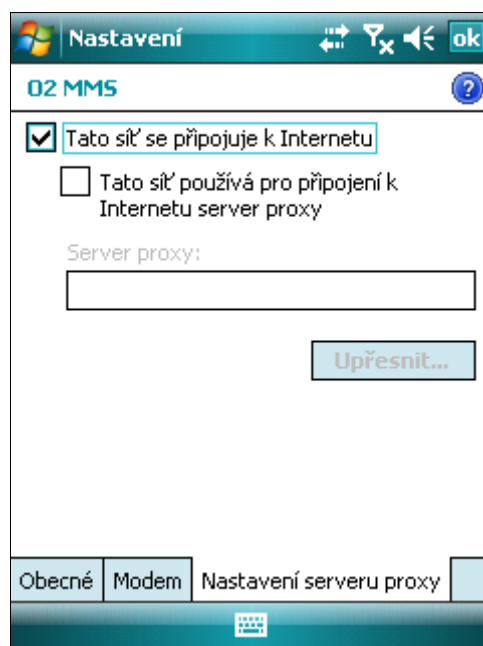 Nastavení
ok
O2 MMS
?
Tato síť se připojuje k Internetu
Tato síť používá pro připojení k
Internetu server proxy
Server proxy:
Upřesnit...
Obecné Modem Nastavení serveru proxy